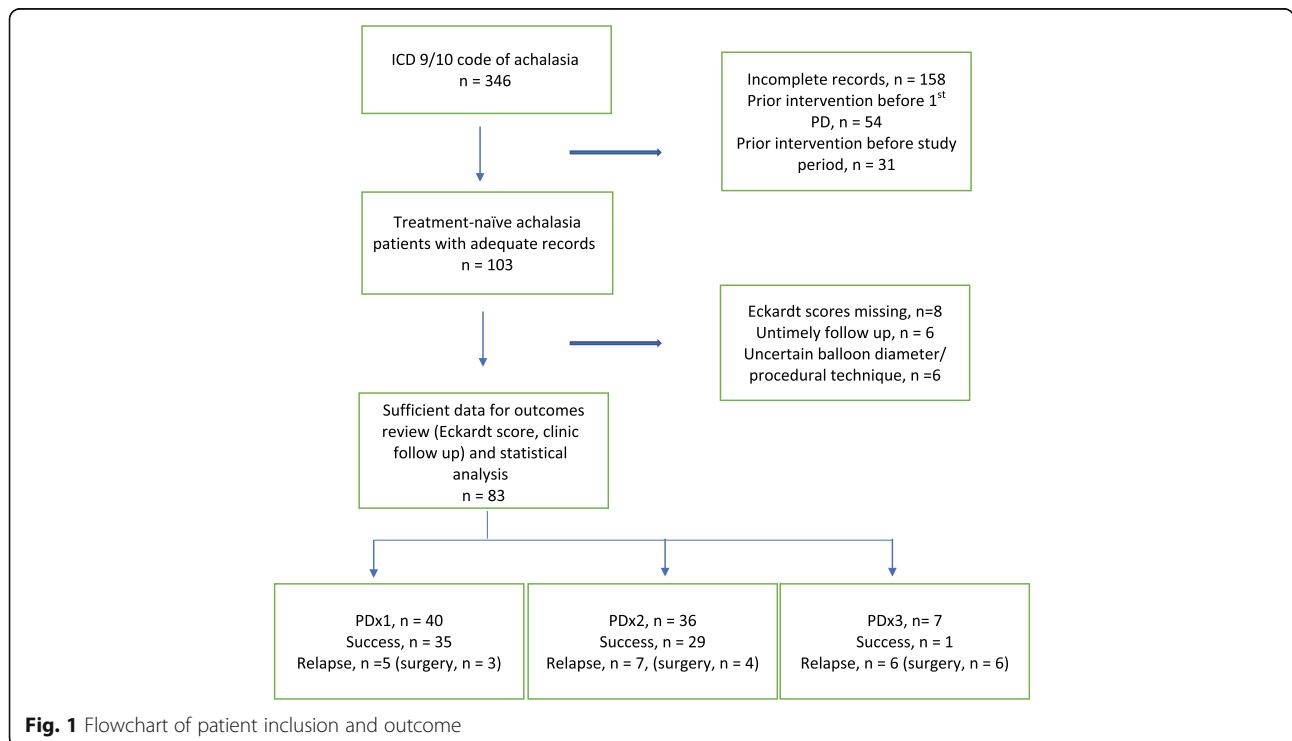 ICD 9/10 code of achalasia
n = 346
Incomplete records, n = 158
Prior intervention before 1st
PD, n = 54
Prior intervention before study
period, n = 31
Treatment-naïve achalasia
patients with adequate records
n = 103
Eckardt scores missing, n=8
Untimely follow up, n = 6
Uncertain balloon diameter/
procedural technique, n =6
Sufficient data for outcomes
review (Eckardt score, clinic
follow up) and statistical
analysis
n = 83
PDx1, n = 40
Success, n = 35
Relapse, n =5 (surgery, n = 3)
PDx2, n = 36
Success, n = 29
Relapse, n = 7, (surgery, n = 4)
PDx3, n= 7
Success, n = 1
Relapse, n = 6 (surgery, n = 6)
Fig. 1 Flowchart of patient inclusion and outcome